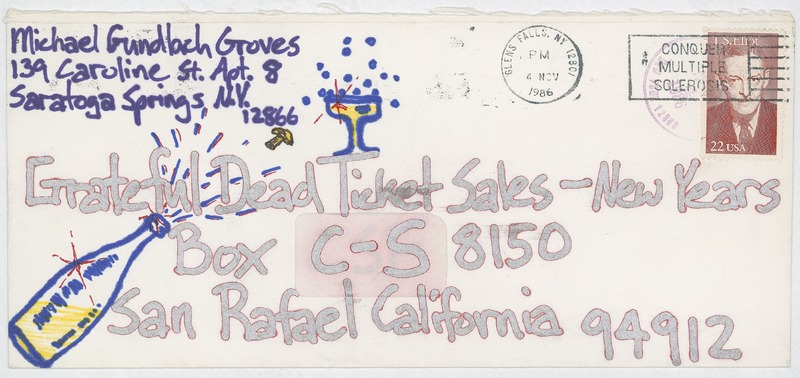 Michael Gundlach Groves
139 Caroline St. Apt. 8
Saratoga Springs N.Y.
12866
GLENS FALLS, NY 12801
PM
4 NOV
1986
CONQUER
MULTIPLE
SCLEROSIS
T.S. Eliot
22 USA
Grateful Dead Ticket Sales - New Years
Box C-S 8150
San Rafael California 94912